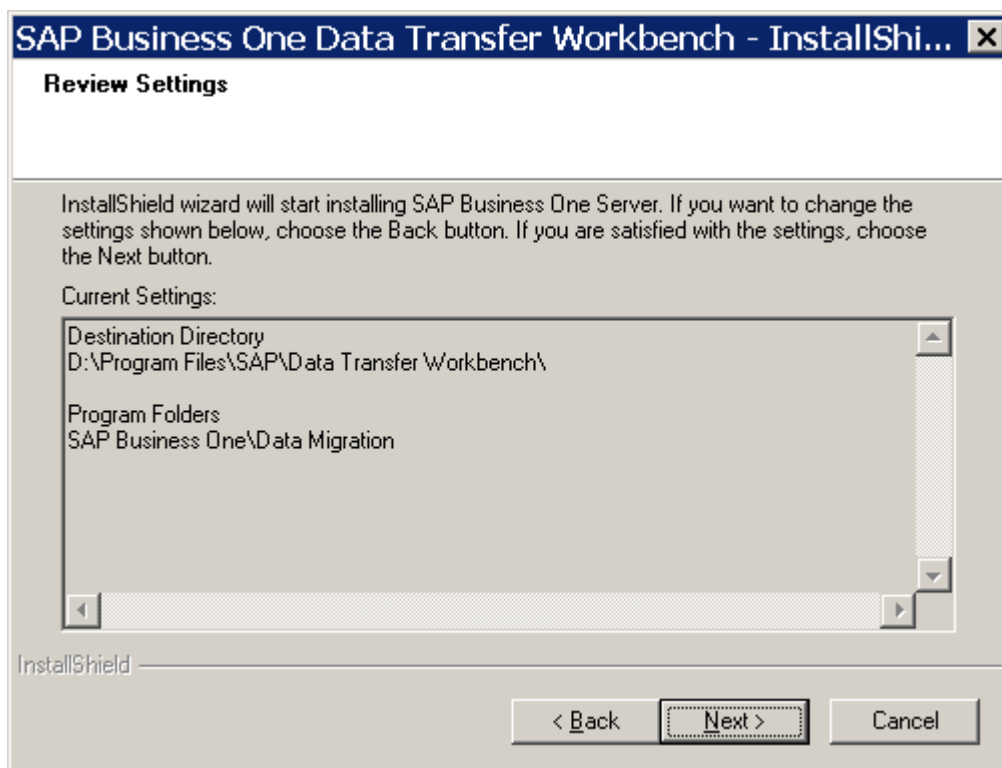 SAP Business One Data Transfer Workbench - InstallShi...
Review Settings
InstallShield wizard will start installing SAP Business One Server. If you want to change the
settings shown below, choose the Back button. If you are satisfied with the settings, choose
the Next button.
Current Settings:
Destination Directory
D:\Program Files\SAP\Data Transfer Workbench\
Program Folders
SAP Business One\Data Migration
InstallShield
< Back
Next >
Cancel